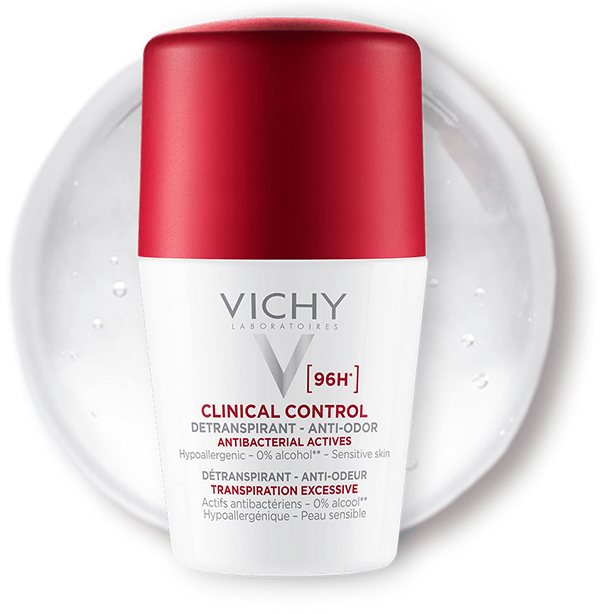 VICHY
LABORATOIRES
V [96H*]
CLINICAL CONTROL
DETRANSPIRANT - ANTI-ODOR
ANTIBACTERIAL ACTIVES
Hypoallergenic – 0% alcohol** – Sensitive skin
DÉTRANSPIRANT - ANTI-ODEUR
TRANSPIRATION EXCESSIVE
Actifs antibactériens – 0% alcool**
Hypoallergénique – Peau sensible